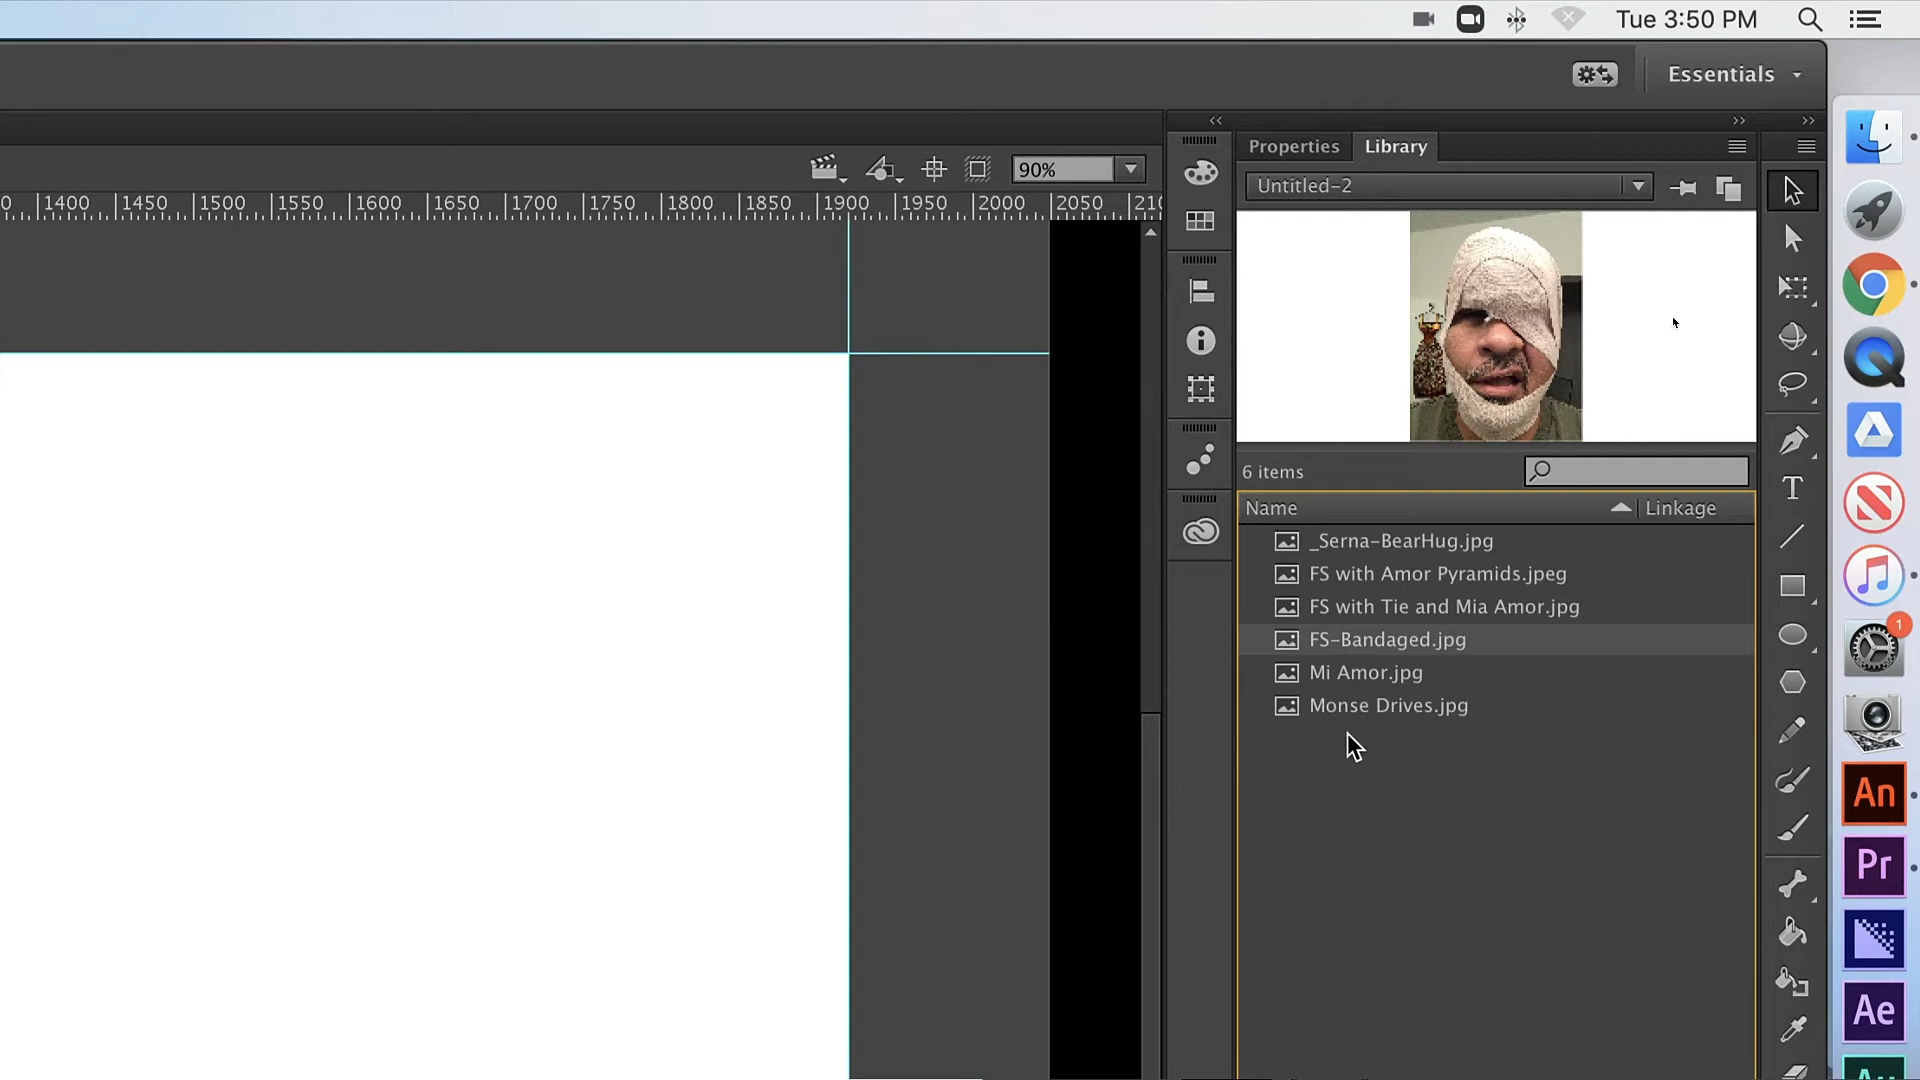 Tue 3:50 PM
Essentials
Properties
Library
90%
Untitled-2
1400 1450 1500 1550 1600 1650 1700 1750 1800 1850 1900 1950 2000 2050
6 items
Name
Linkage
_Serna-BearHug.jpg
FS with Amor Pyramids.jpeg
FS with Tie and Mia Amor.jpg
FS-Bandaged.jpg
Mi Amor.jpg
Monse Drives.jpg
T
1
An
Pr
Ae